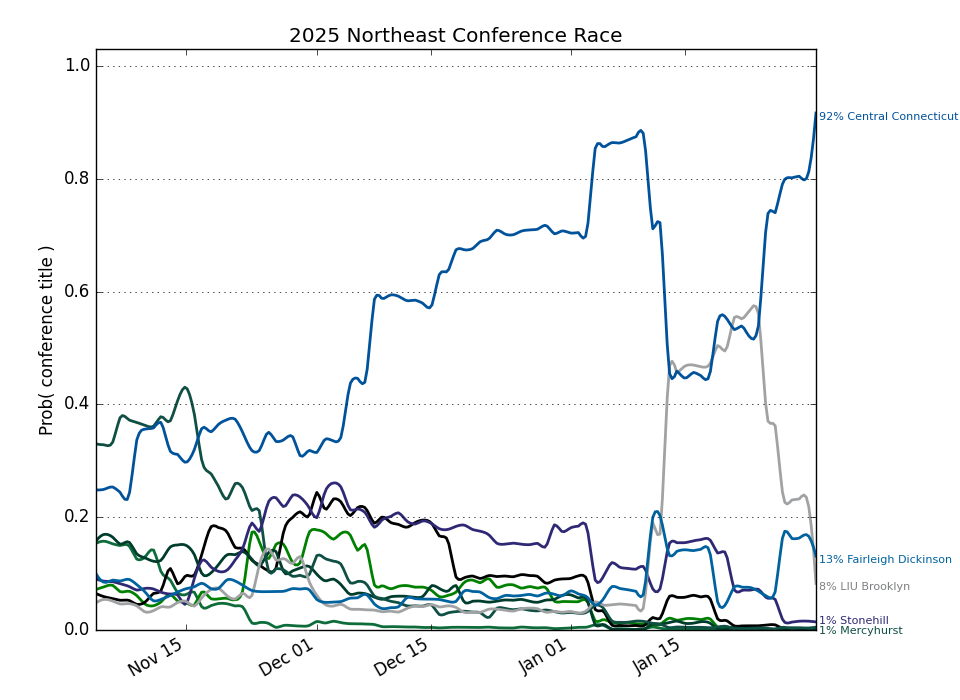 2025 Northeast Conference Race
Prob( conference title )
1.0
0.8
0.6
0.4
0.2
0.0
92% Central Connecticut
13% Fairleigh Dickinson
8% LIU Brooklyn
1% Stonehill
1% Mercyhurst
Nov 15
Dec 01
Dec 15
Jan 01
Jan 15